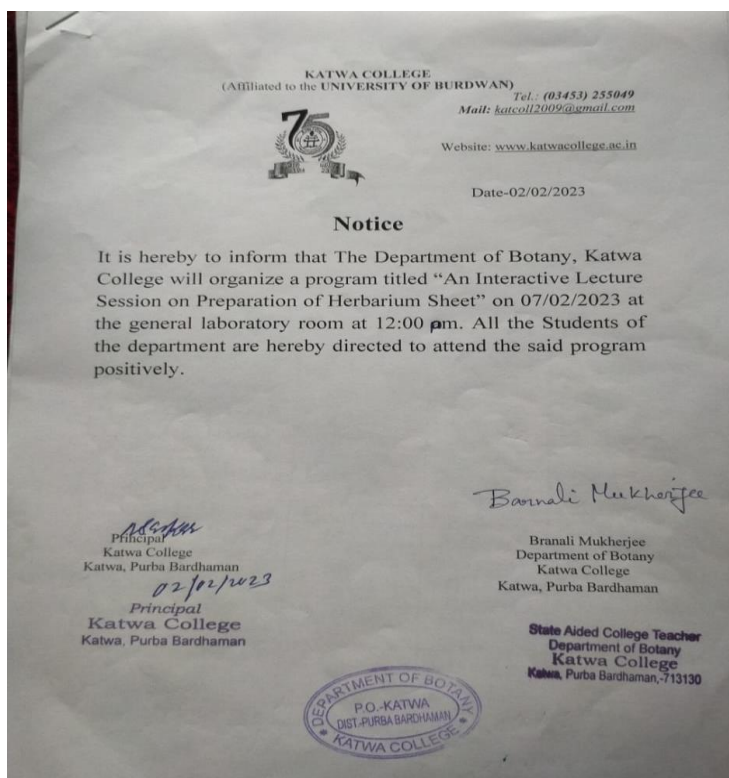 KATWA COLLEGE
(Affiliated to the UNIVERSITY OF BURDWAN)
Tel.: (03453) 255049
Mail: katcoll2009@gmail.com
75
Website: www.katwacollege.ac.in
Date-02/02/2023
Notice
It is hereby to inform that The Department of Botany, Katwa
College will organize a program titled “An Interactive Lecture
Session on Preparation of Herbarium Sheet” on 07/02/2023 at
the general laboratory room at 12:00 pm. All the Students of
the department are hereby directed to attend the said program
positively.
Principal
Katwa College
Katwa, Purba Bardhaman
02/02/2023
Principal
Katwa College
Katwa, Purba Bardhaman
Barnali Mukherjee
Branali Mukherjee
Department of Botany
Katwa College
Katwa, Purba Bardhaman
State Aided College Teacher
Department of Botany
Katwa College
Katwa, Purba Bardhaman,-713130
DEPARTMENT OF BOTANY
P.O.-KATWA
DIST.-PURBA BARDHAMAN
* KATWA COLLEGE *